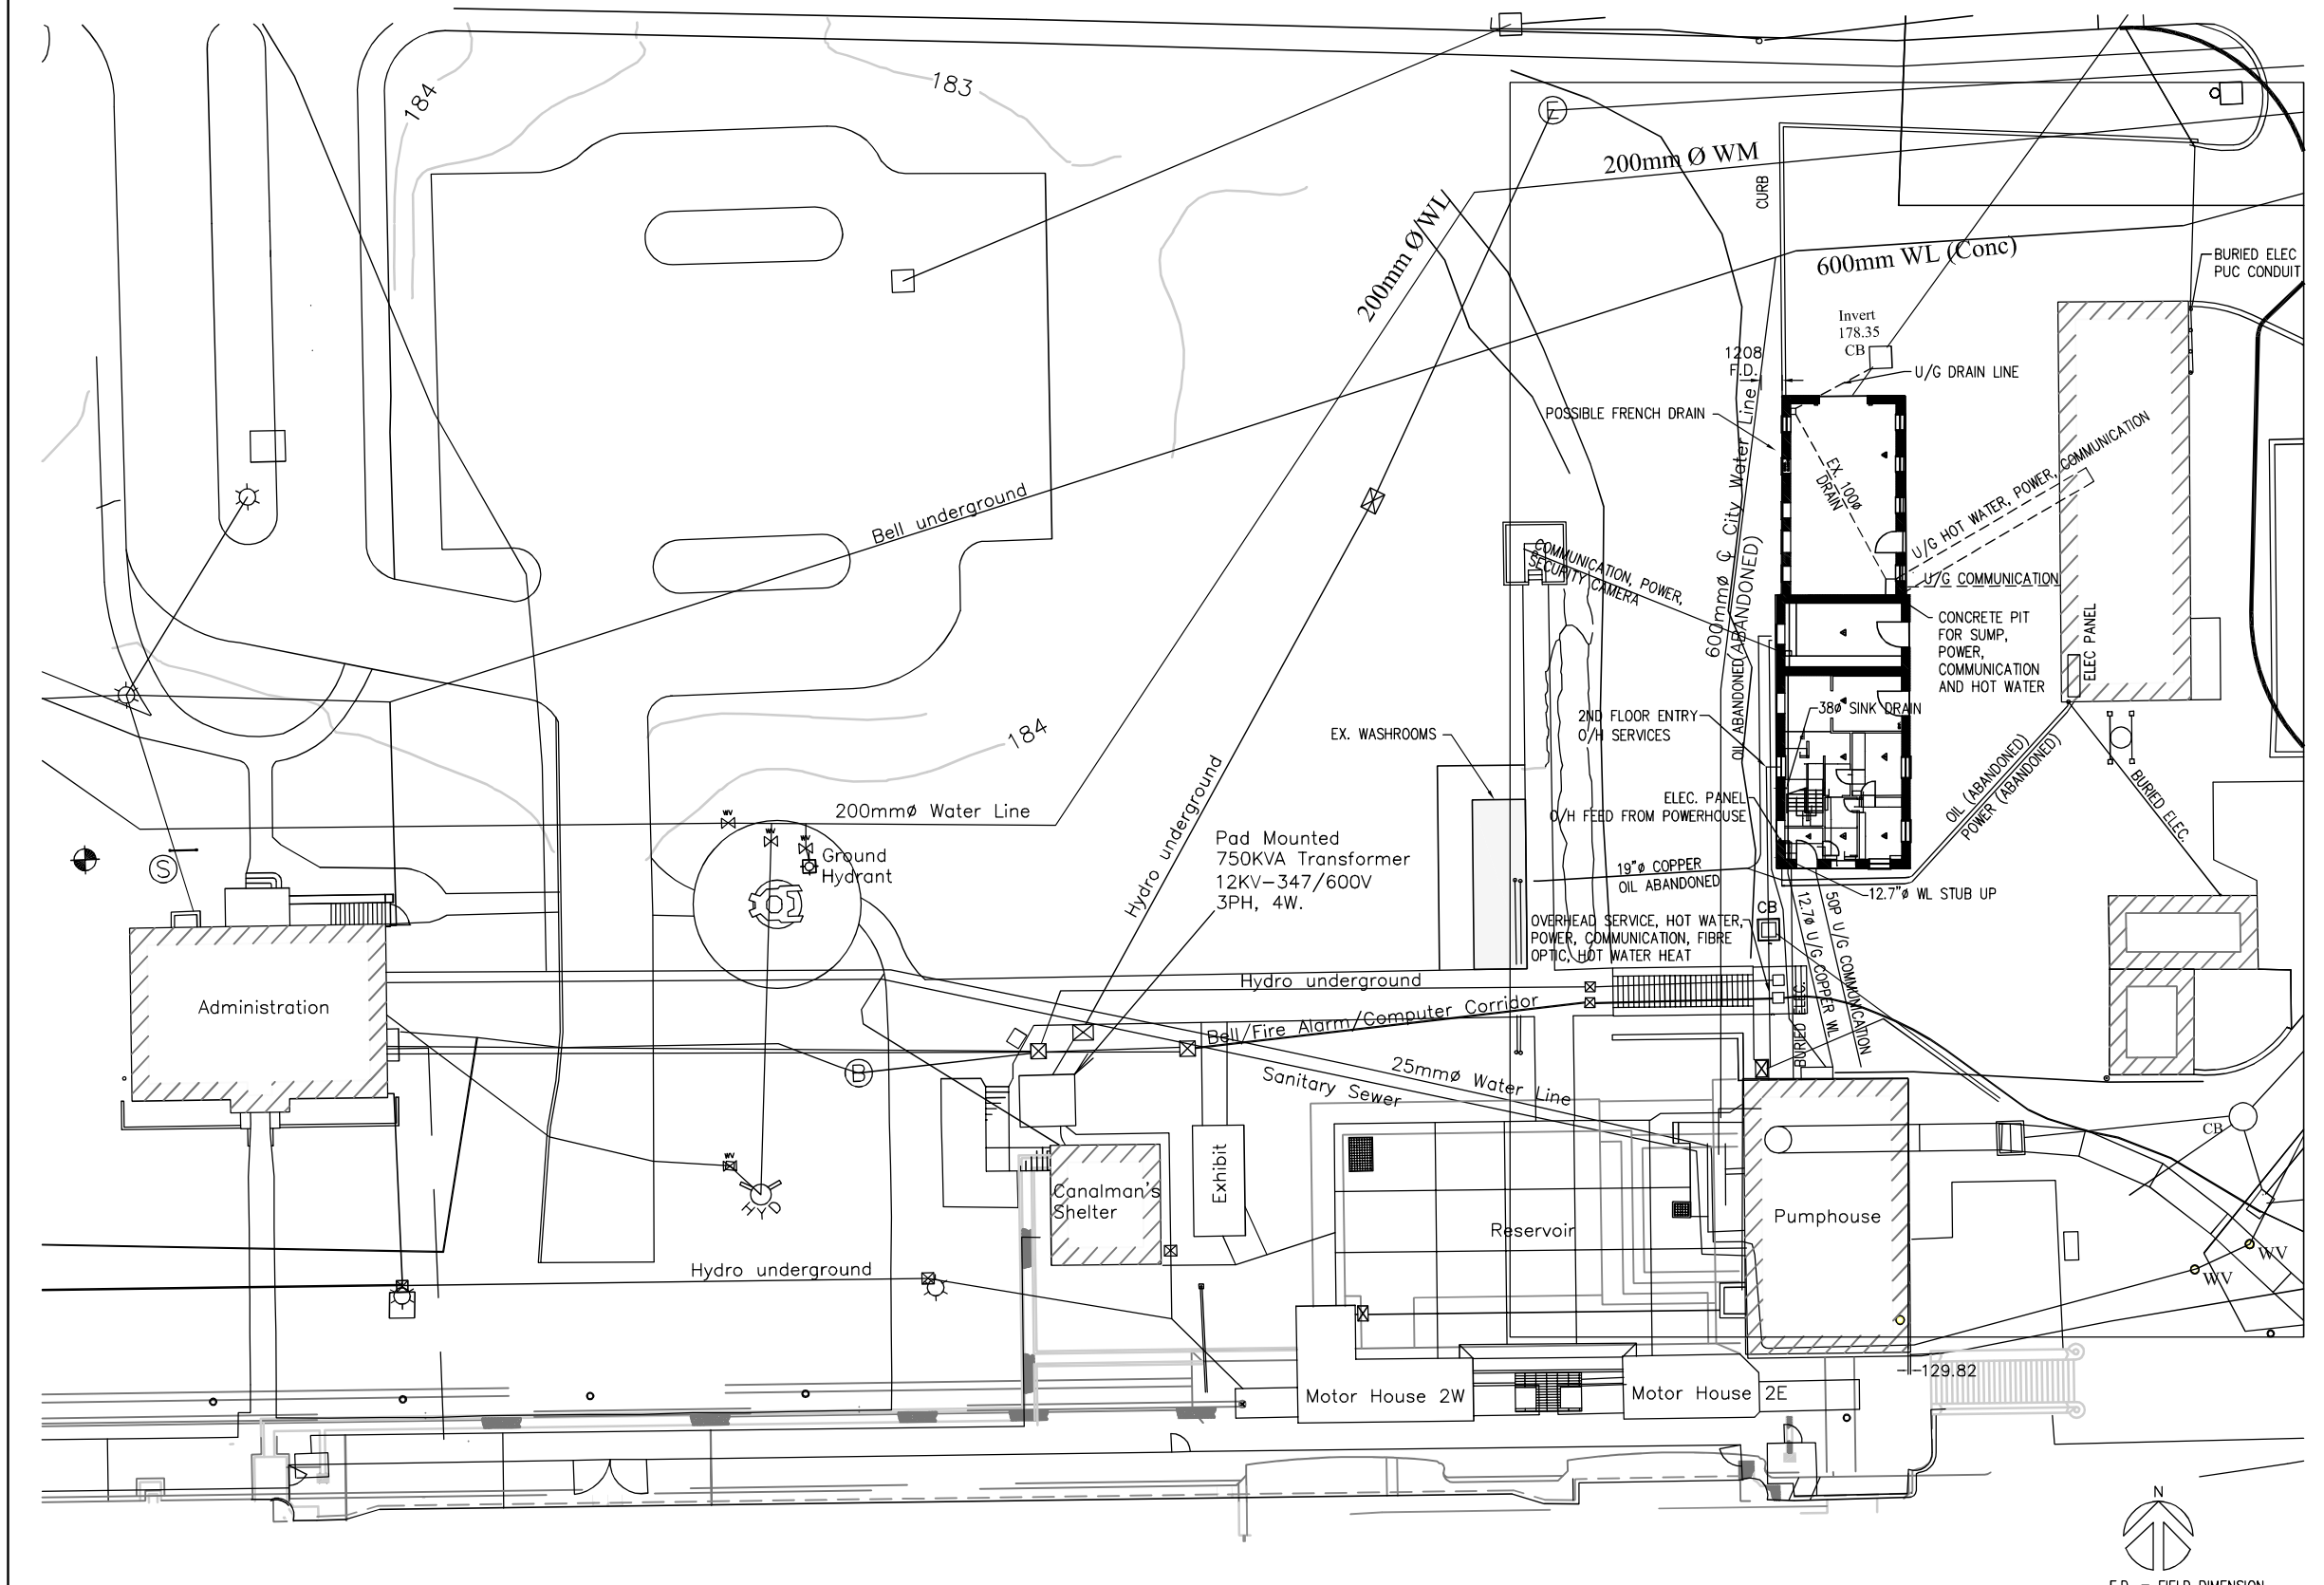 184
183
E
200mm Ø WM
CURB
200mm Ø/WL
600mm WL (Conc)
BURIED ELEC
PUC CONDUIT
Invert
178.35
CB
1208
F.D.
U/G DRAIN LINE
POSSIBLE FRENCH DRAIN
600mmø ℄ City Water Line
EX. 100ø
DRAIN
U/G HOT WATER, POWER, COMMUNICATION
Bell underground
COMMUNICATION, POWER,
SECURITY CAMERA
OIL ABANDONED(ABANDONED)
U/G COMMUNICATION
CONCRETE PIT
FOR SUMP,
POWER,
COMMUNICATION
AND HOT WATER
ELEC PANEL
38ø SINK DRAIN
2ND FLOOR ENTRY
O/H SERVICES
184
EX. WASHROOMS
OIL (ABANDONED)
POWER (ABANDONED)
BURIED ELEC.
Hydro underground
ELEC. PANEL
O/H FEED FROM POWERHOUSE
200mmø Water Line
WV
WV
WV
Ground
Hydrant
Pad Mounted
750KVA Transformer
12KV-347/600V
3PH, 4W.
S
19"ø COPPER
OIL ABANDONED
12.7"ø WL STUB UP
CB
OVERHEAD SERVICE, HOT WATER,
POWER, COMMUNICATION, FIBRE
OPTIC, HOT WATER HEAT
12.7ø U/G COPPER WL
50P U/G COMMUNICATION
BURIED ELEC.
Hydro underground
Administration
Bell/Fire Alarm/Computer Corridor
B
25mmø Water Line
Sanitary Sewer
CB
WV
HYD
Canalman's
Shelter
Exhibit
Reservoir
Pumphouse
WV
WV
Hydro underground
129.82
Motor House 2W
Motor House 2E
N
F.D. = FIELD DIMENSION